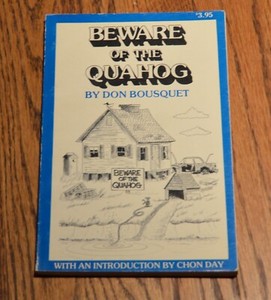 $3.95
BEWARE
OF THE
QUAHOG
BY DON BOUSQUET
BEWARE
OF THE
QUAHOG
WITH AN INTRODUCTION BY CHON DAY